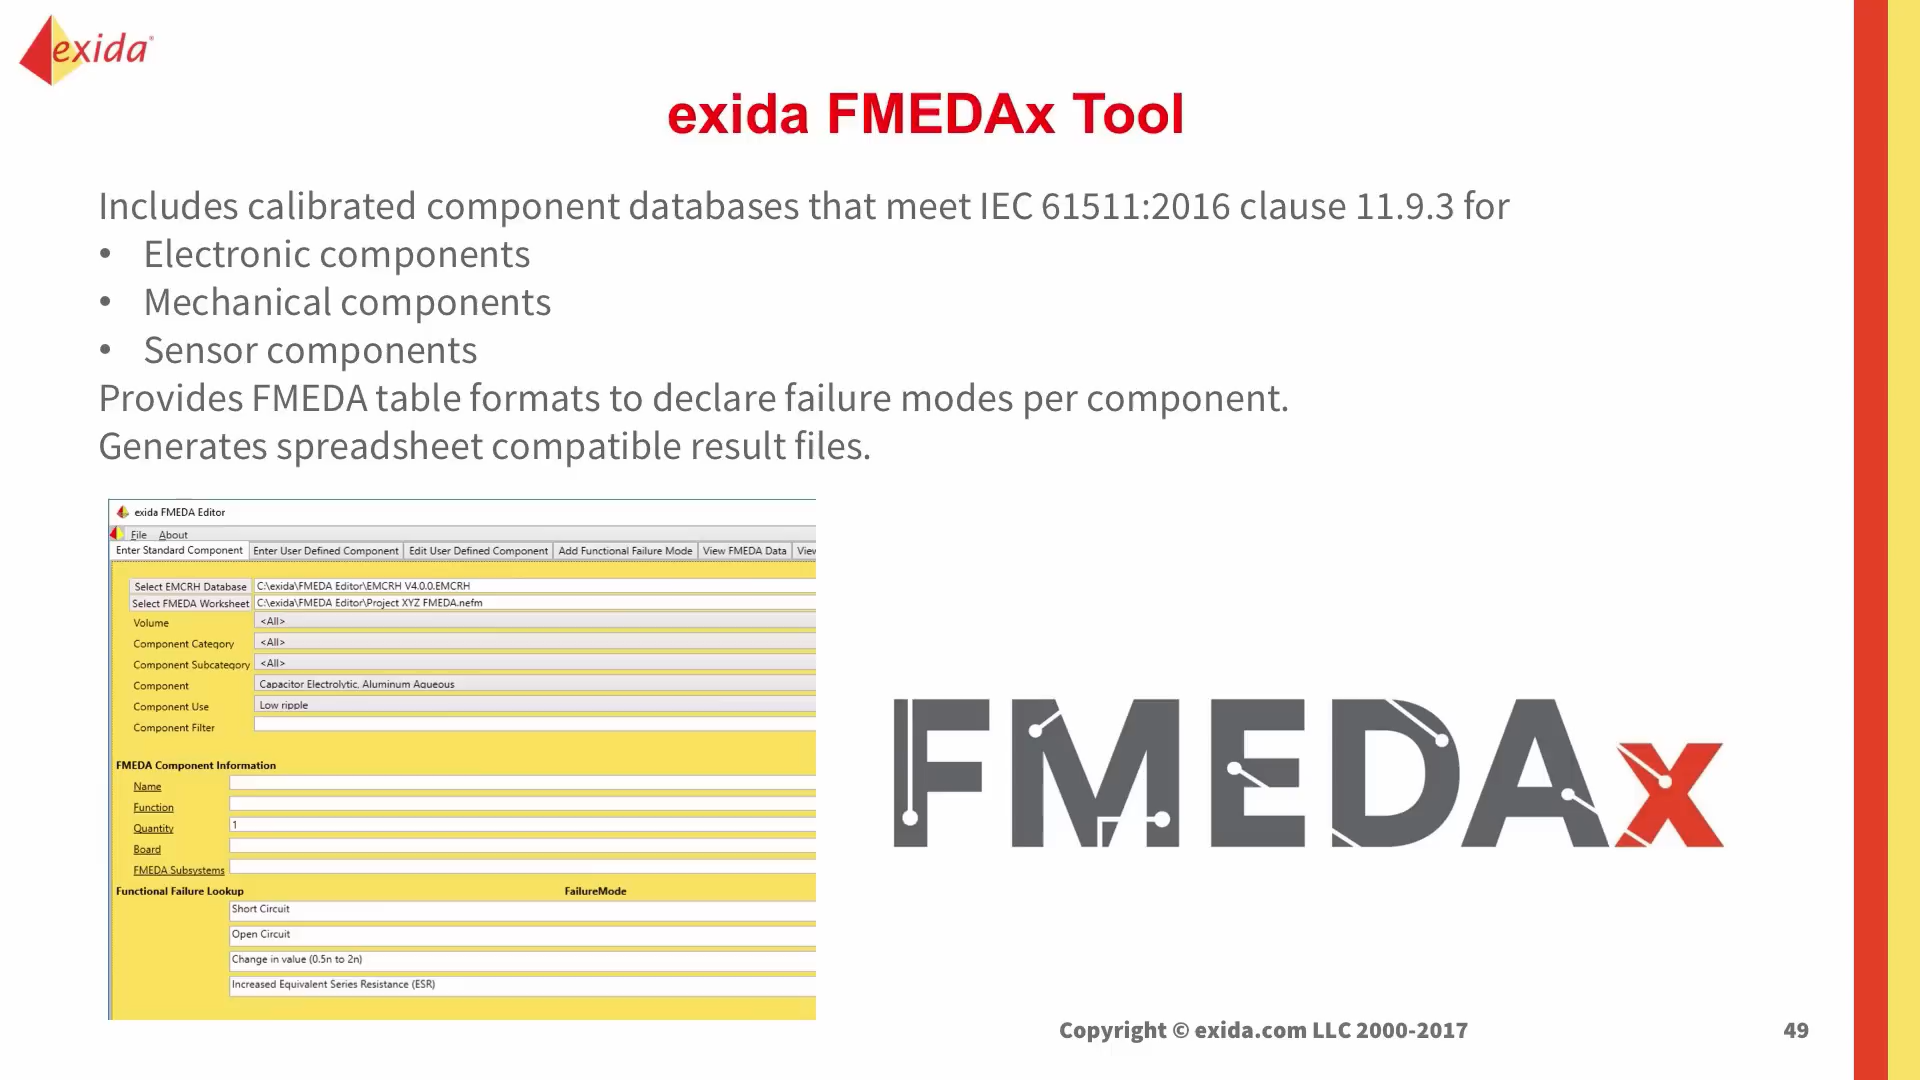 exida
exida FMEDAx Tool
Includes calibrated component databases that meet IEC 61511:2016 clause 11.9.3 for
• Electronic components
• Mechanical components
• Sensor components
Provides FMEDA table formats to declare failure modes per component.
Generates spreadsheet compatible result files.
exida FMEDA Editor
File About
Enter Standard Component Enter User Defined Component Edit User Defined Component Add Functional Failure Mode View FMEDA Data View
Select EMCRH Database C:\exida\FMEDA Editor\EMCRH V4.0.0.EMCRH
Select FMEDA Worksheet C:\exida\FMEDA Editor\Project XYZ FMEDA.nefm
Volume <All>
Component Category <All>
Component Subcategory <All>
Component Capacitor Electrolytic, Aluminum Aqueous
Component Use Low ripple
Component Filter
FMEDA Component Information
Name
Function
Quantity 1
Board
FMEDA Subsystems
Functional Failure Lookup FailureMode
Short Circuit
Open Circuit
Change in value (0.5n to 2n)
Increased Equivalent Series Resistance (ESR)
FMEDAx
Copyright © exida.com LLC 2000-2017
49